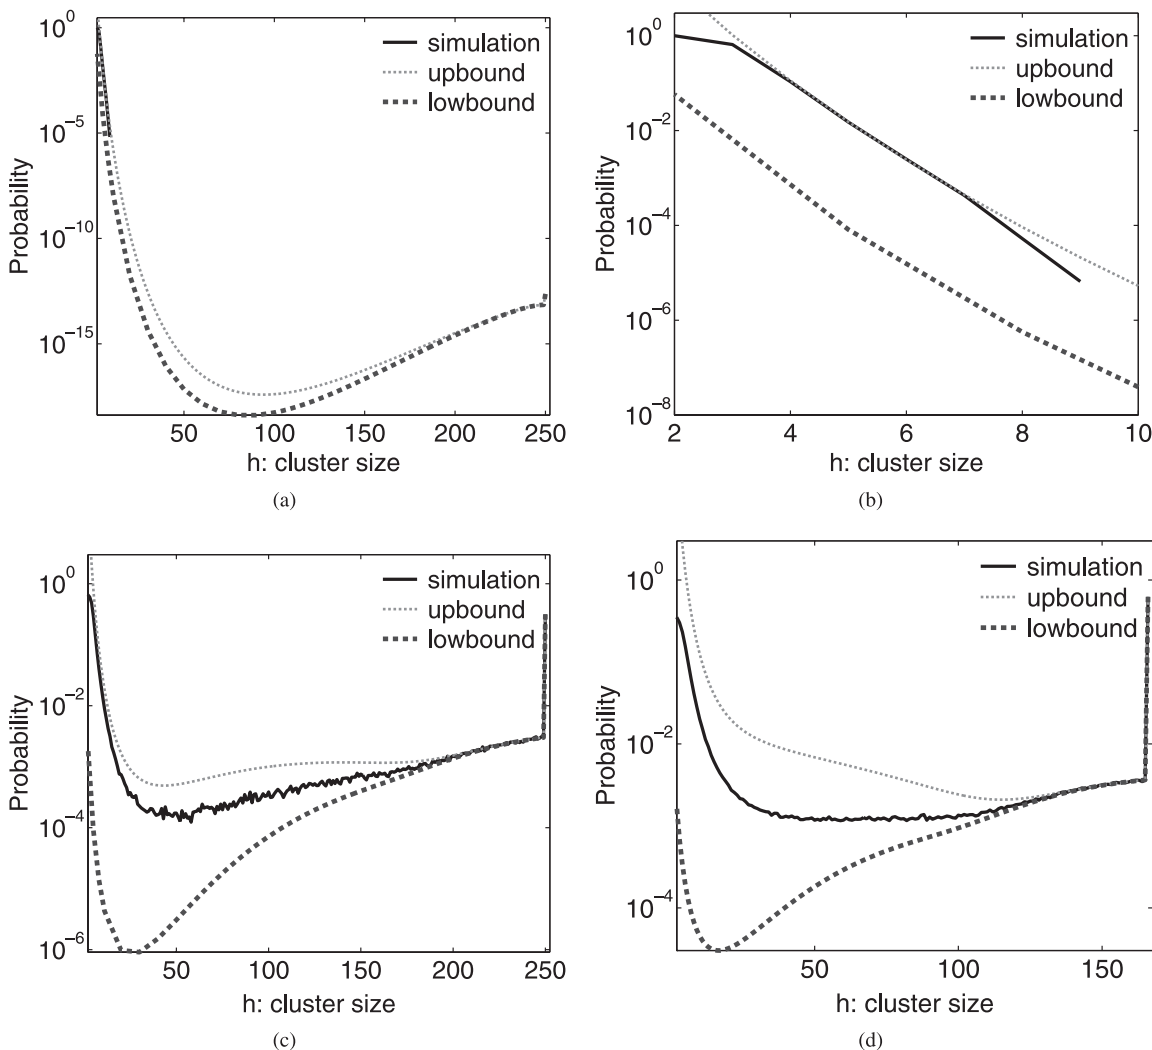 10^0
10^-5
10^-10
10^-15
Probability
simulation
upbound
lowbound
50 100 150 200 250
h: cluster size
(a)
10^0
10^-2
10^-4
10^-6
10^-8
Probability
simulation
upbound
lowbound
2 4 6 8 10
h: cluster size
(b)
10^0
10^-2
10^-4
10^-6
Probability
simulation
upbound
lowbound
50 100 150 200 250
h: cluster size
(c)
10^0
10^-2
10^-4
Probability
simulation
upbound
lowbound
50 100 150
h: cluster size
(d)